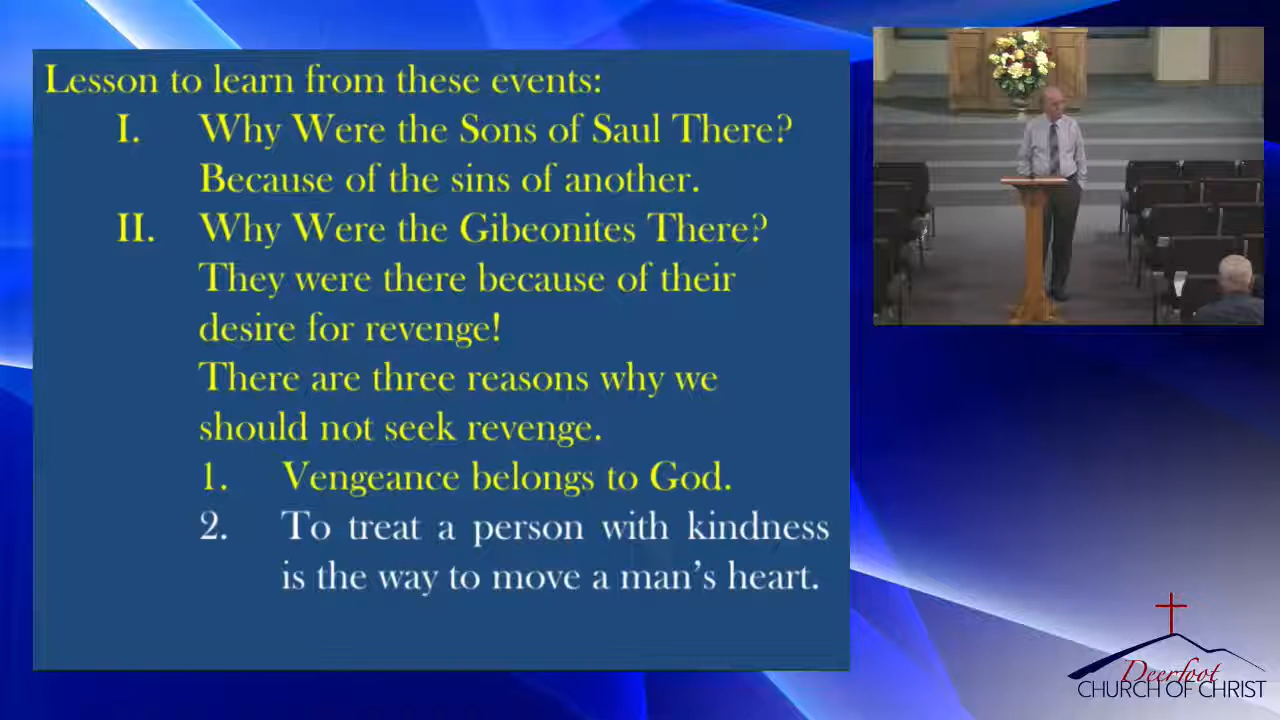 Lesson to learn from these events:
I. Why Were the Sons of Saul There?
Because of the sins of another.
II. Why Were the Gibeonites There?
They were there because of their
desire for revenge!
There are three reasons why we
should not seek revenge.
1. Vengeance belongs to God.
2. To treat a person with kindness
is the way to move a man's heart.
Deerfoot
CHURCH OF CHRIST